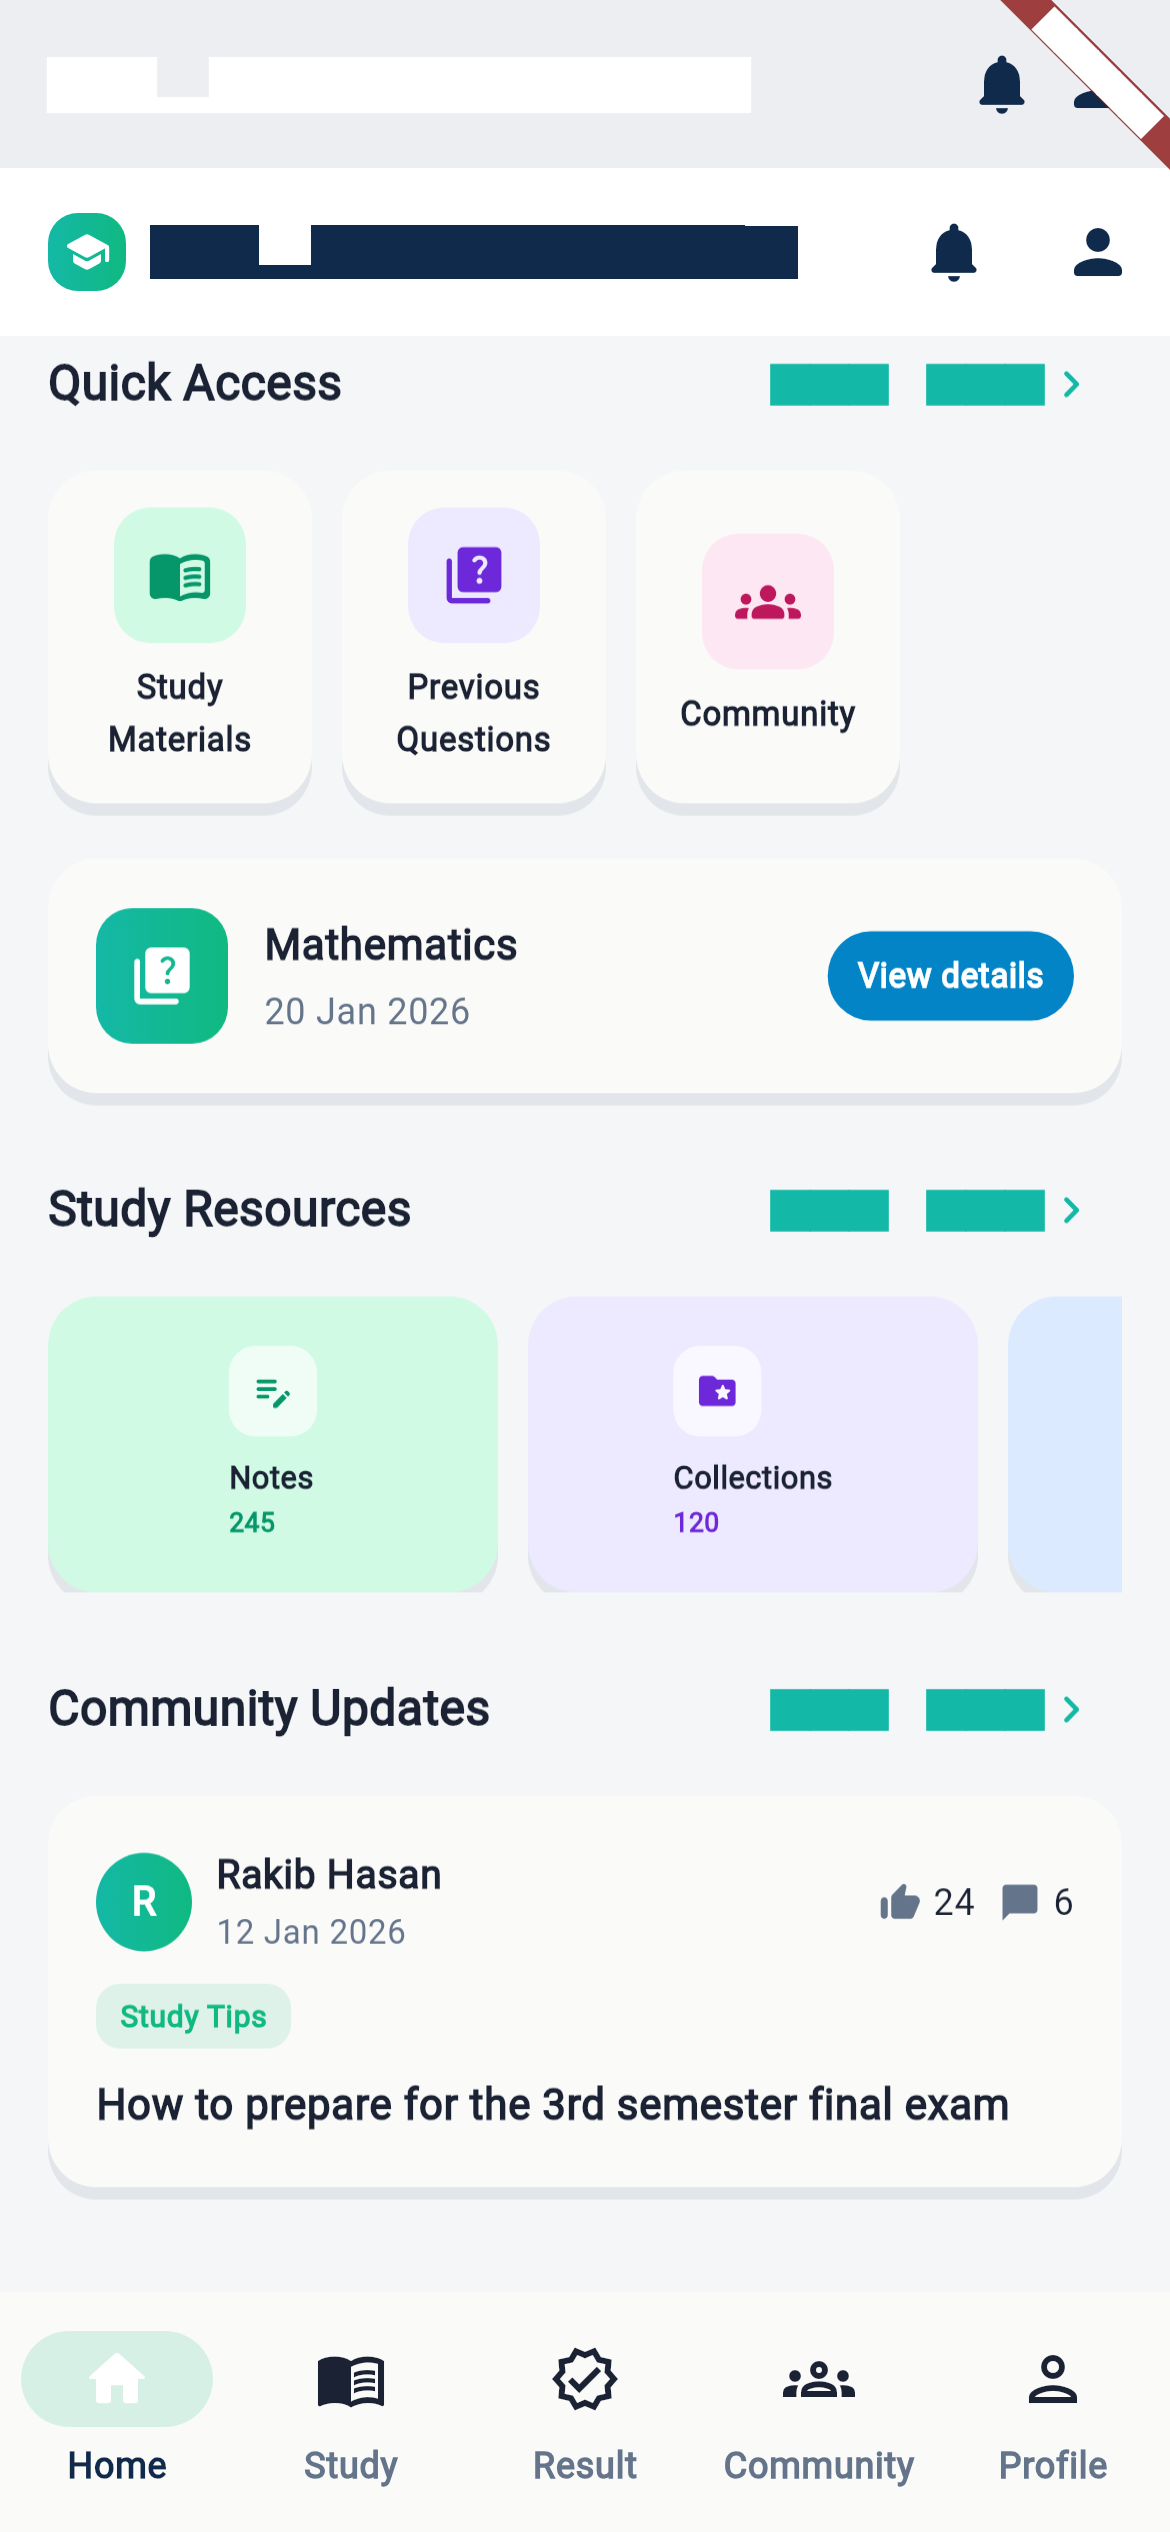 Quick Access
Study
Materials
Previous
Questions
Community
Mathematics
20 Jan 2026
View details
Study Resources
Notes
245
Collections
120
Community Updates
R
Rakib Hasan
12 Jan 2026
24
6
Study Tips
How to prepare for the 3rd semester final exam
Home
Study
Result
Community
Profile